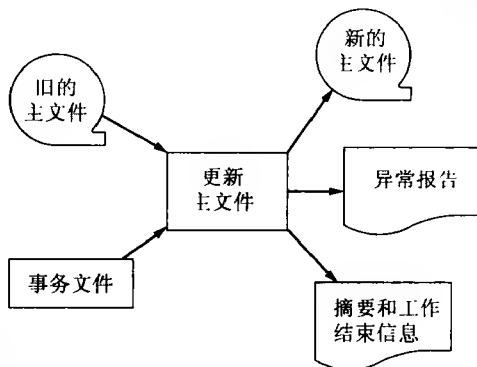 旧的
主文件
新的
主文件
更新
主文件
异常报告
事务文件
摘要和工作
结束信息